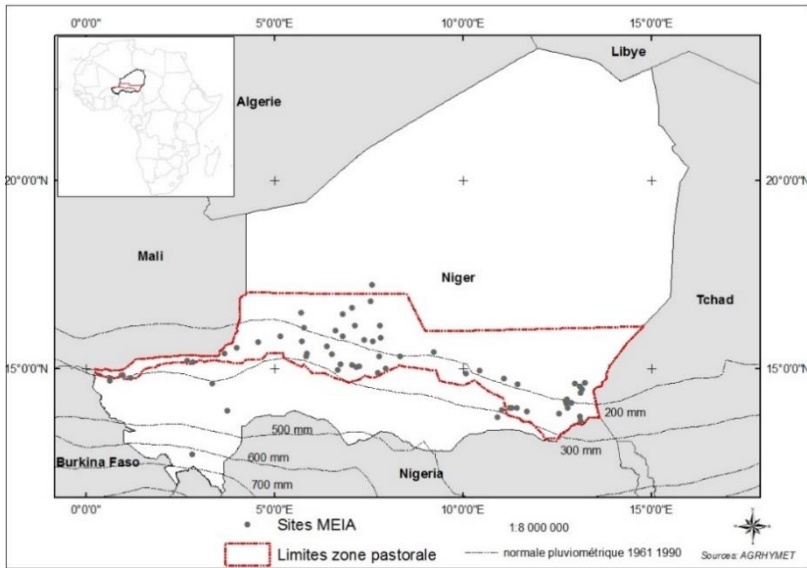 0°0'0"
5°0'0"E
10°0'0"E
15°0'0"E
Libye
Algerie
20°0'0"N
20°0'0"N
Mali
Niger
Tchad
15°0'0"N
15°0'0"N
200 mm
500 mm
300 mm
600 mm
Burkina Faso
Nigeria
700 mm
0°0'0"
5°0'0"E
10°0'0"E
15°0'0"E
Sites MEIA
1:8 000 000
Limites zone pastorale
normale pluviométrique 1961 1990
Sources: AGRHYMET